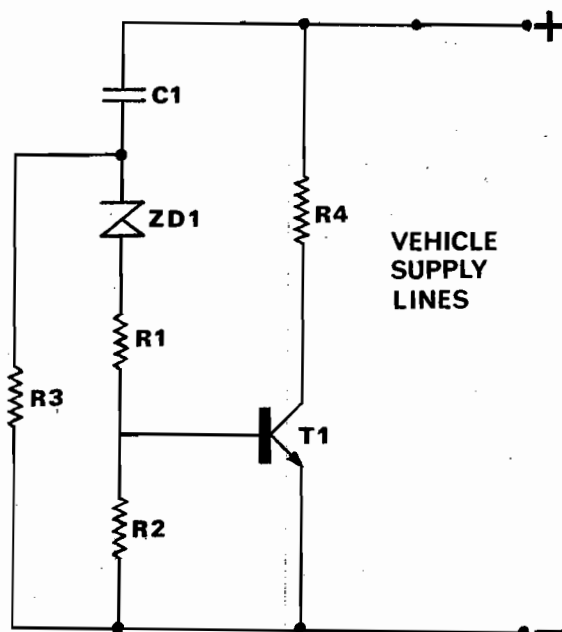 +
C1
ZD1
R4
VEHICLE
SUPPLY
LINES
R1
R3
T1
R2